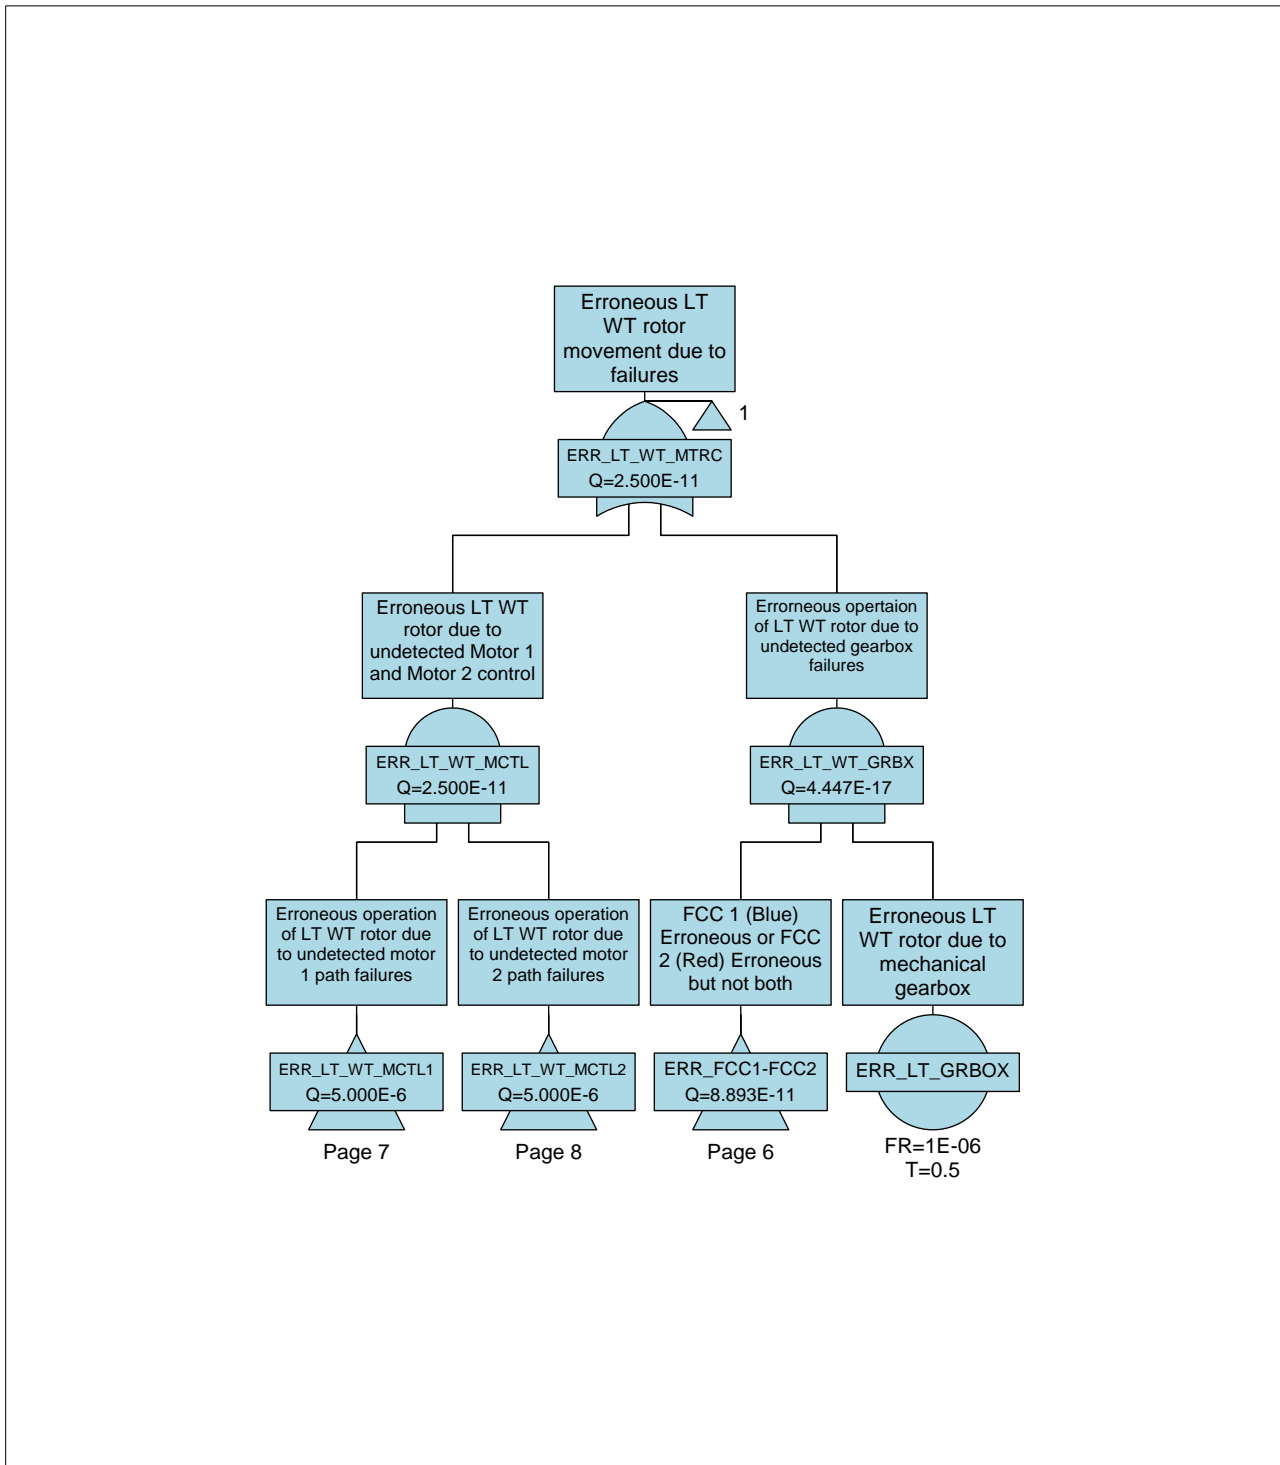 Erroneous LT
WT rotor
movement due to
failures
1
ERR_LT_WT_MTRC
Q=2.500E-11
Erroneous LT WT
rotor due to
undetected Motor 1
and Motor 2 control
Errorneous opertaion
of LT WT rotor due to
undetected gearbox
failures
ERR_LT_WT_MCTL
Q=2.500E-11
ERR_LT_WT_GRBX
Q=4.447E-17
Erroneous operation
of LT WT rotor due
to undetected motor
1 path failures
Erroneous operation
of LT WT rotor due
to undetected motor
2 path failures
FCC 1 (Blue)
Erroneous or FCC
2 (Red) Erroneous
but not both
Erroneous LT
WT rotor due to
mechanical
gearbox
ERR_LT_WT_MCTL1
Q=5.000E-6
ERR_LT_WT_MCTL2
Q=5.000E-6
ERR_FCC1-FCC2
Q=8.893E-11
ERR_LT_GRBOX
Page 7
Page 8
Page 6
FR=1E-06
T=0.5